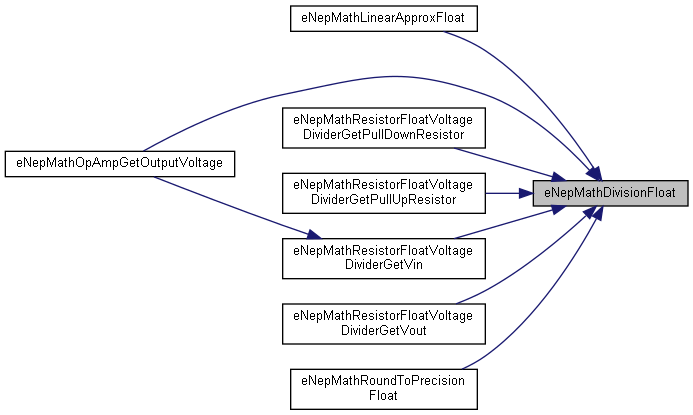 eNepMathLinearApproxFloat
eNepMathResistorFloatVoltage
DividerGetPullDownResistor
eNepMathOpAmpGetOutputVoltage
eNepMathResistorFloatVoltage
DividerGetPullUpResistor
eNepMathDivisionFloat
eNepMathResistorFloatVoltage
DividerGetVin
eNepMathResistorFloatVoltage
DividerGetVout
eNepMathRoundToPrecision
Float